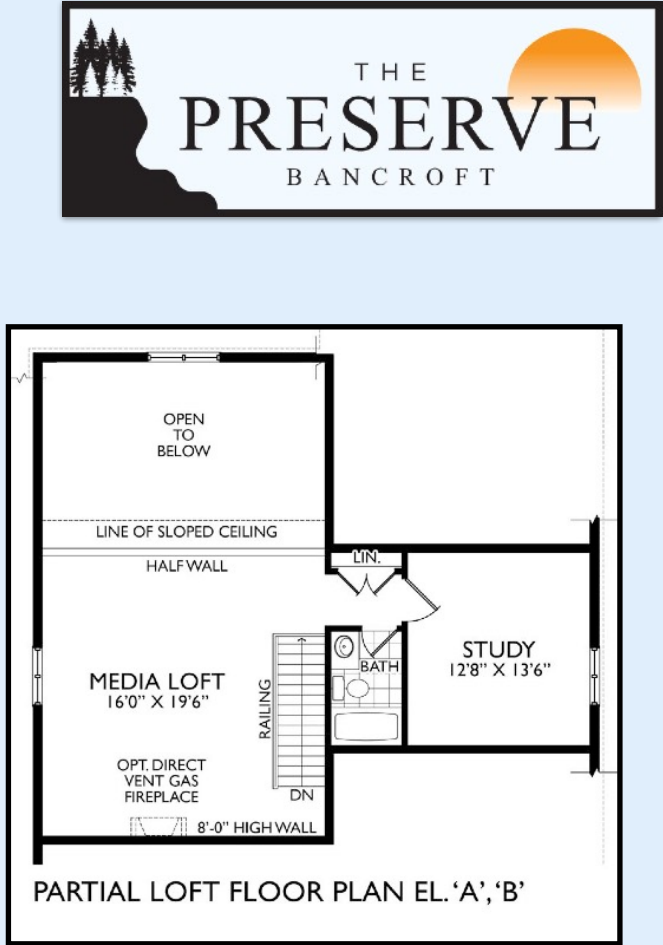 THE
PRESERVE
BANCROFT
OPEN
TO
BELOW
LINE OF SLOPED CEILING
HALF WALL
LIN.
BATH
STUDY
12'8" X 13'6"
MEDIA LOFT
16'0" X 19'6"
RAILING
OPT. DIRECT
VENT GAS
FIREPLACE
DN
8'-0" HIGH WALL
PARTIAL LOFT FLOOR PLAN EL. 'A', 'B'